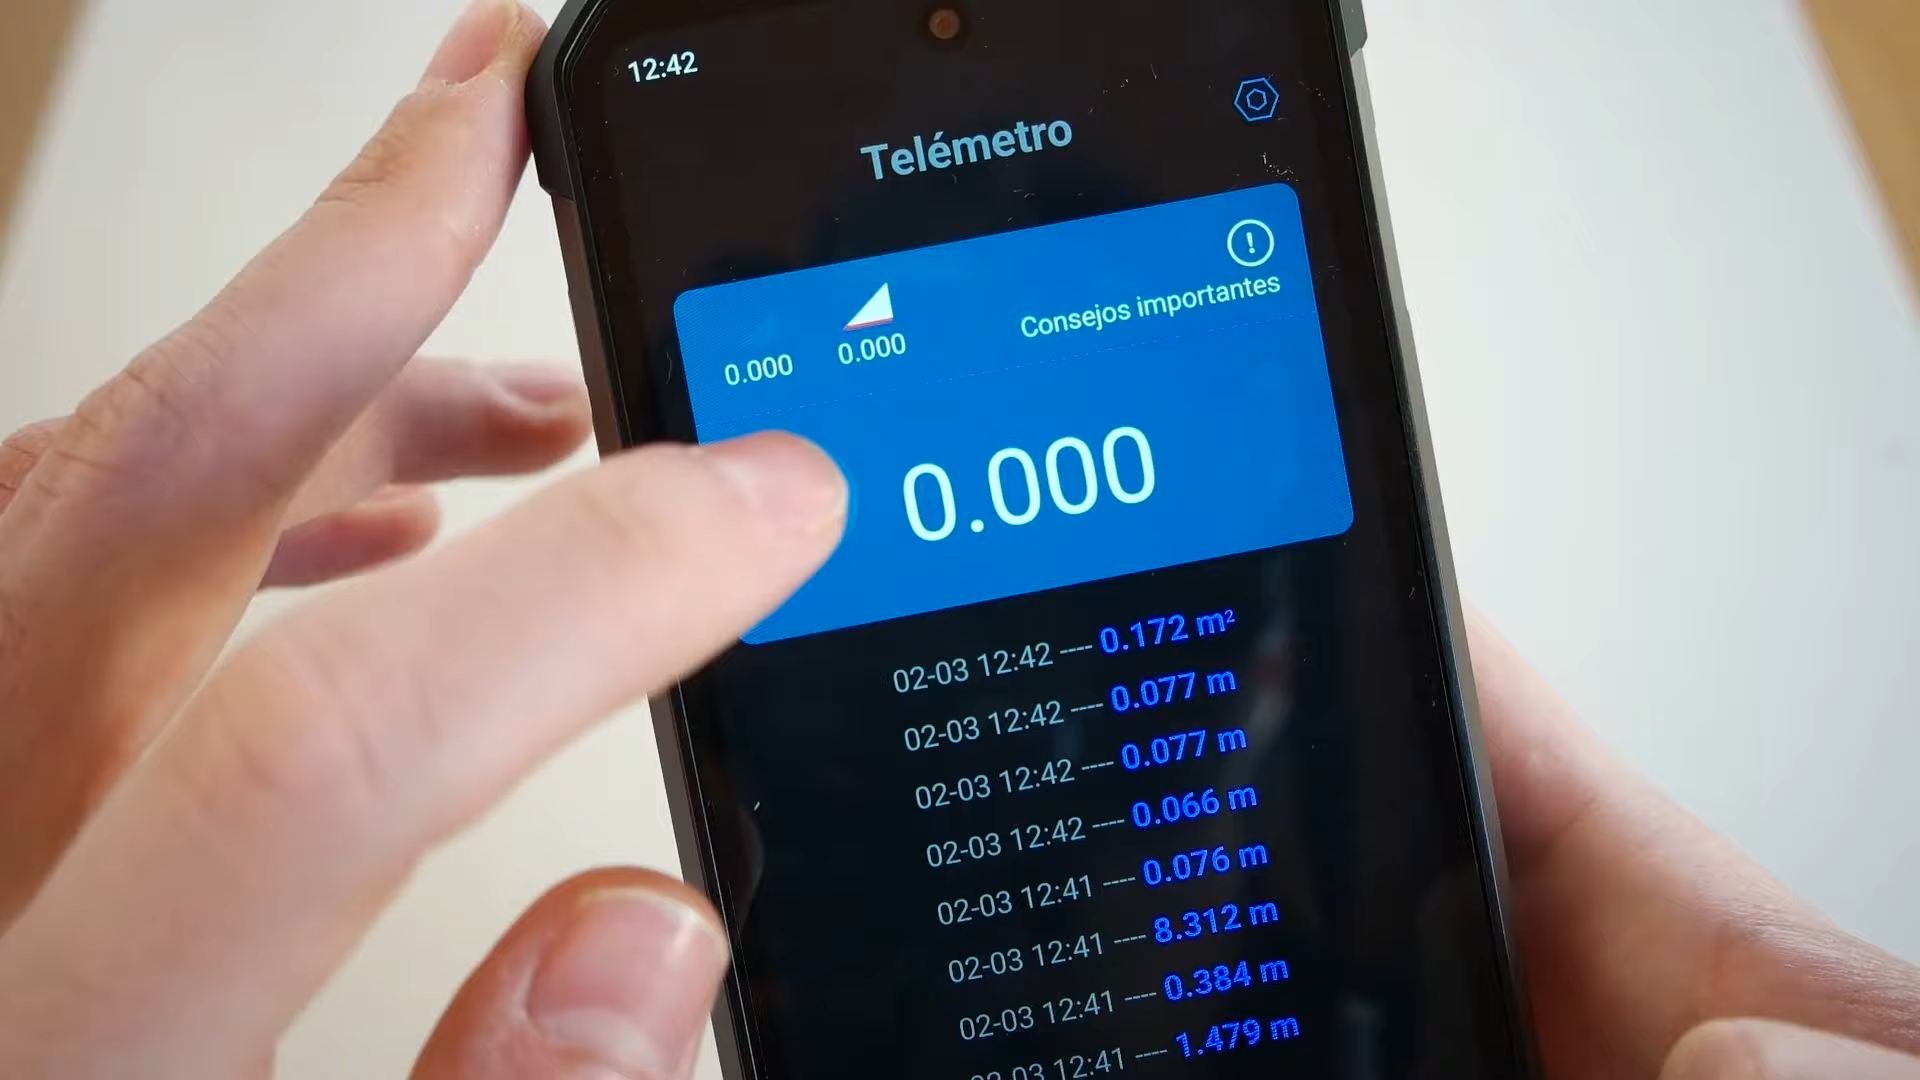 12:42
Telémetro
Consejos importantes
0.000
0.000
0.000
02-03 12:42 ---- 0.172 m²
02-03 12:42 ---- 0.077 m
02-03 12:42 ---- 0.077 m
02-03 12:42 ---- 0.066 m
02-03 12:41 ---- 0.076 m
02-03 12:41 ---- 8.312 m
02-03 12:41 ---- 0.384 m
02-03 12:41 ---- 1.479 m